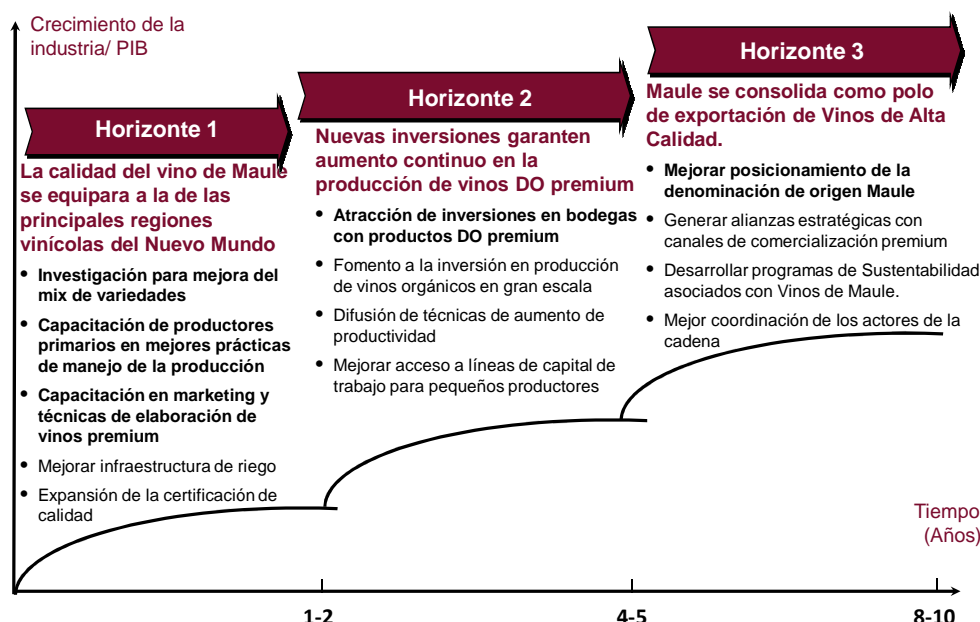 Crecimiento de la
industria/ PIB
Horizonte 1
La calidad del vino de Maule
se equipara a la de las
principales regiones
vinícolas del Nuevo Mundo
• Investigación para mejora del
mix de variedades
• Capacitación de productores
primarios en mejores prácticas
de manejo de la producción
• Capacitación en marketing y
técnicas de elaboración de
vinos premium
• Mejorar infraestructura de riego
• Expansión de la certificación de
calidad
Horizonte 2
Nuevas inversiones garanten
aumento continuo en la
producción de vinos DO premium
• Atracción de inversiones en bodegas
con productos DO premium
• Fomento a la inversión en producción
de vinos orgánicos en gran escala
• Difusión de técnicas de aumento de
productividad
• Mejorar acceso a líneas de capital de
trabajo para pequeños productores
Horizonte 3
Maule se consolida como polo
de exportación de Vinos de Alta
Calidad.
• Mejorar posicionamiento de la
denominación de origen Maule
• Generar alianzas estratégicas con
canales de comercialización premium
• Desarrollar programas de Sustentabilidad
asociados con Vinos de Maule.
• Mejor coordinación de los actores de la
cadena
Tiempo
(Años)
1-2
4-5
8-10